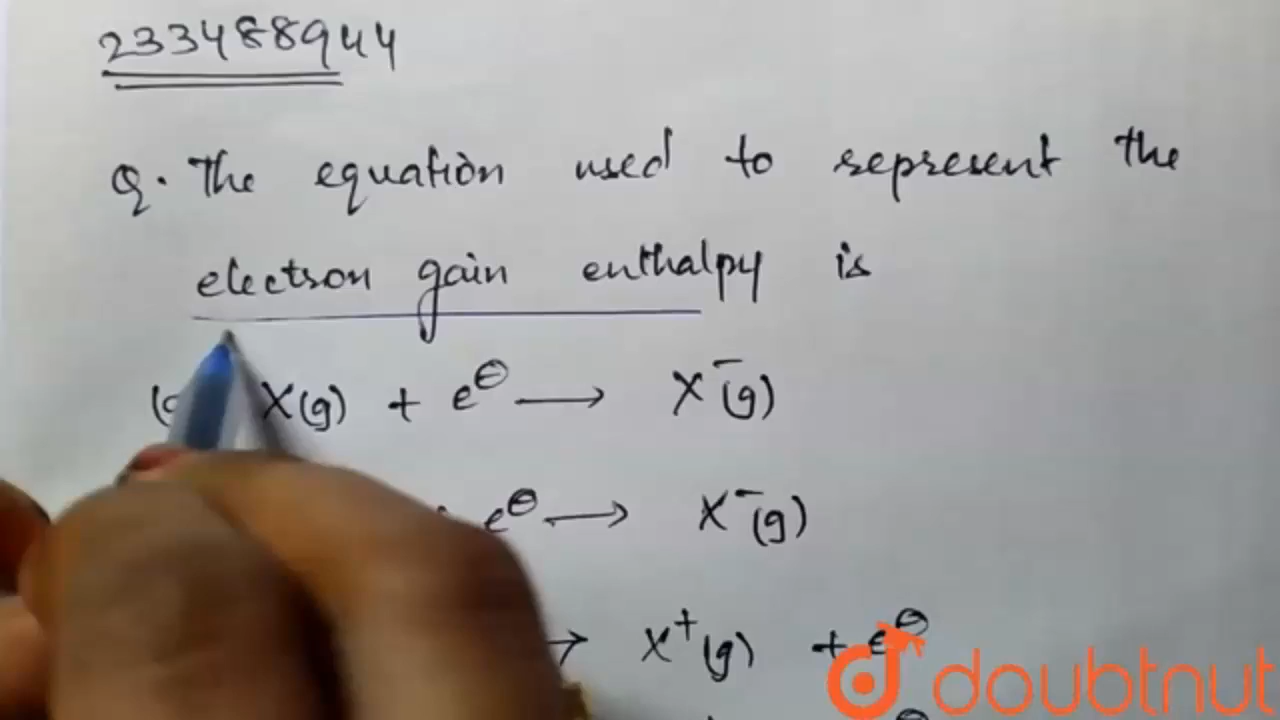 233488944
Q. The equation used to represent the
electron gain enthalpy is
X(g) + e⊖ ⟶ X⁻(g)
e⊖ ⟶ X⁻(g)
⟶ X⁺(g) + e⊖
doubtnut